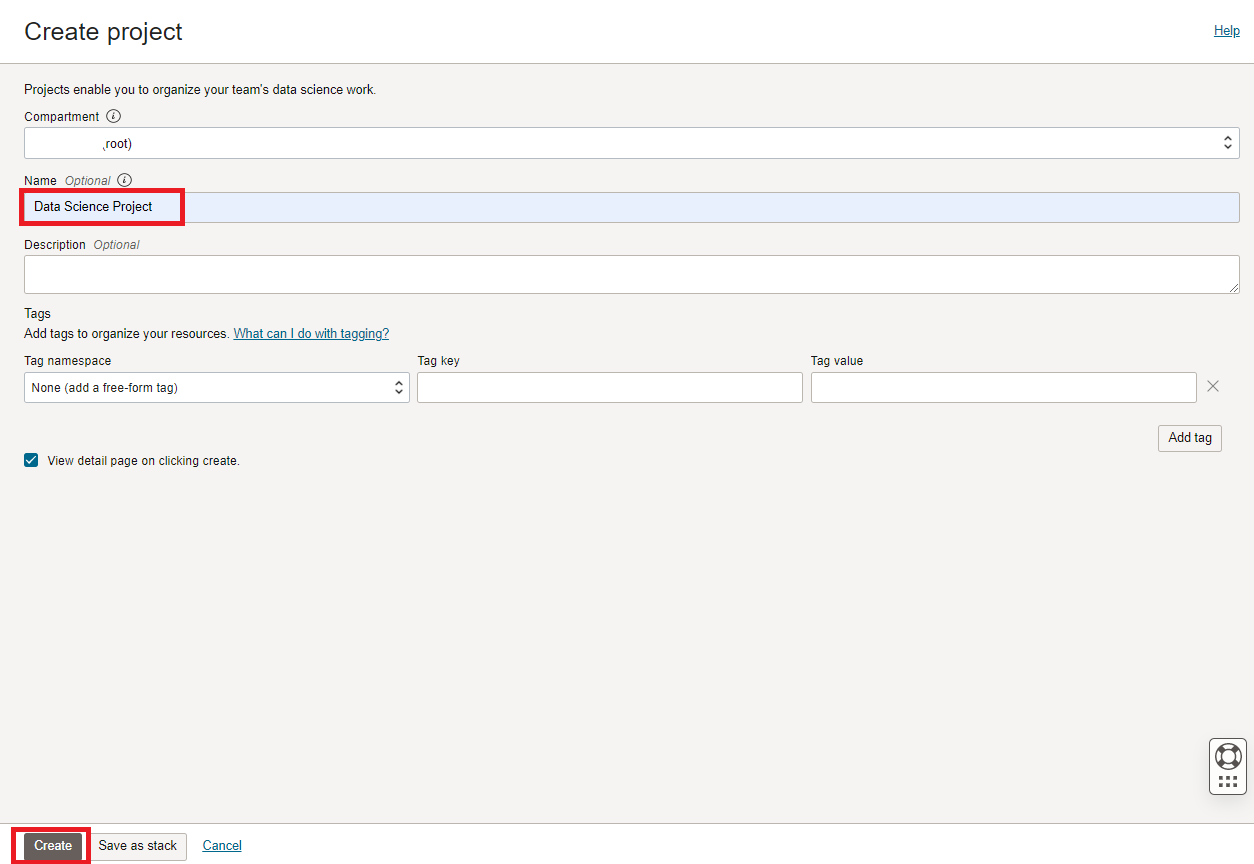 Create project
Help
Projects enable you to organize your team's data science work.
Compartment
root)
Name Optional
Data Science Project
Description Optional
Tags
Add tags to organize your resources. What can I do with tagging?
Tag namespace Tag key Tag value
None (add a free-form tag)
Add tag
View detail page on clicking create.
Create Save as stack Cancel